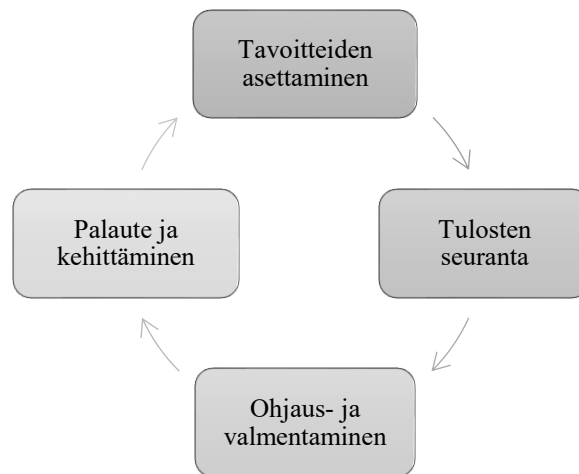 Tavoitteiden
asettaminen
Tulosten
seuranta
Ohjaus- ja
valmentaminen
Palaute ja
kehittäminen